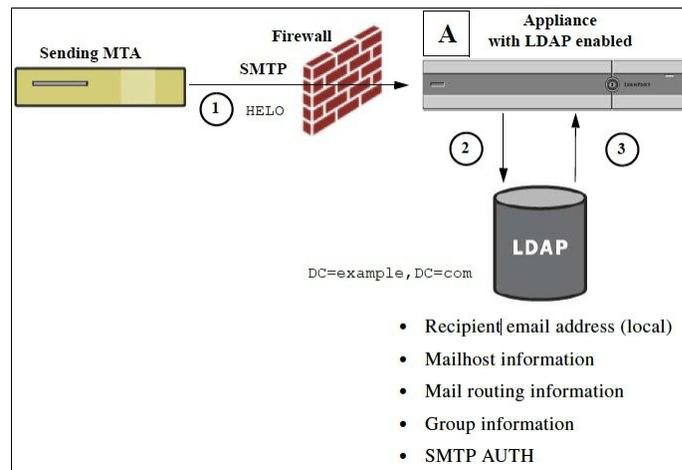 Sending MTA
Firewall
SMTP
1
HELO
A
Appliance
with LDAP enabled
IRONPORT
2
3
LDAP
DC=example,DC=com
• Recipient email address (local)
• Mailhost information
• Mail routing information
• Group information
• SMTP AUTH